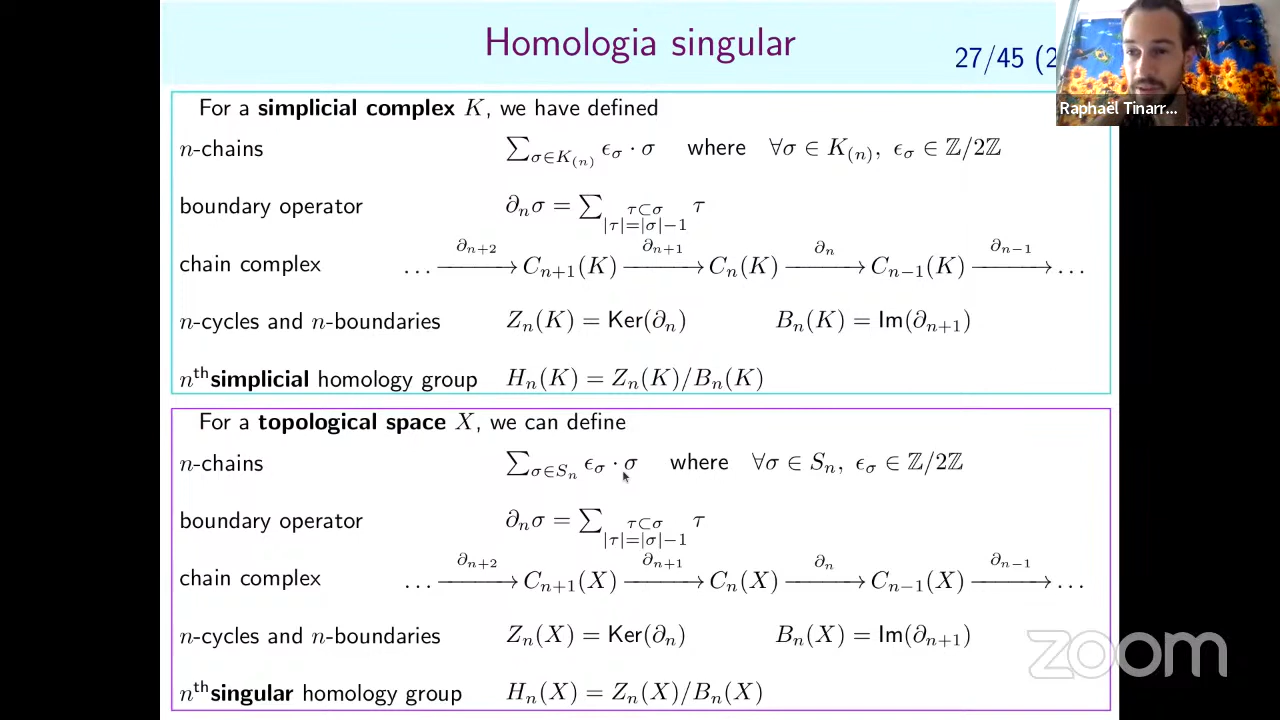 Homologia singular
27/45 (2
Raphaël Tinarr...
For a simplicial complex K, we have defined
n-chains ∑_{σ∈K_(n)} ϵ_σ · σ where ∀σ ∈ K_(n), ϵ_σ ∈ ℤ/2ℤ
boundary operator ∂_nσ = ∑_{τ⊂σ |τ|=|σ|−1} τ
chain complex … —∂_{n+2}→ C_{n+1}(K) —∂_{n+1}→ C_n(K) —∂_n→ C_{n−1}(K) —∂_{n−1}→ …
n-cycles and n-boundaries Z_n(K) = Ker(∂_n) B_n(K) = Im(∂_{n+1})
n^th simplicial homology group H_n(K) = Z_n(K)/B_n(K)
For a topological space X, we can define
n-chains ∑_{σ∈S_n} ϵ_σ · σ where ∀σ ∈ S_n, ϵ_σ ∈ ℤ/2ℤ
boundary operator ∂_nσ = ∑_{τ⊂σ |τ|=|σ|−1} τ
chain complex … —∂_{n+2}→ C_{n+1}(X) —∂_{n+1}→ C_n(X) —∂_n→ C_{n−1}(X) —∂_{n−1}→ …
n-cycles and n-boundaries Z_n(X) = Ker(∂_n) B_n(X) = Im(∂_{n+1})
n^th singular homology group H_n(X) = Z_n(X)/B_n(X)
zoom